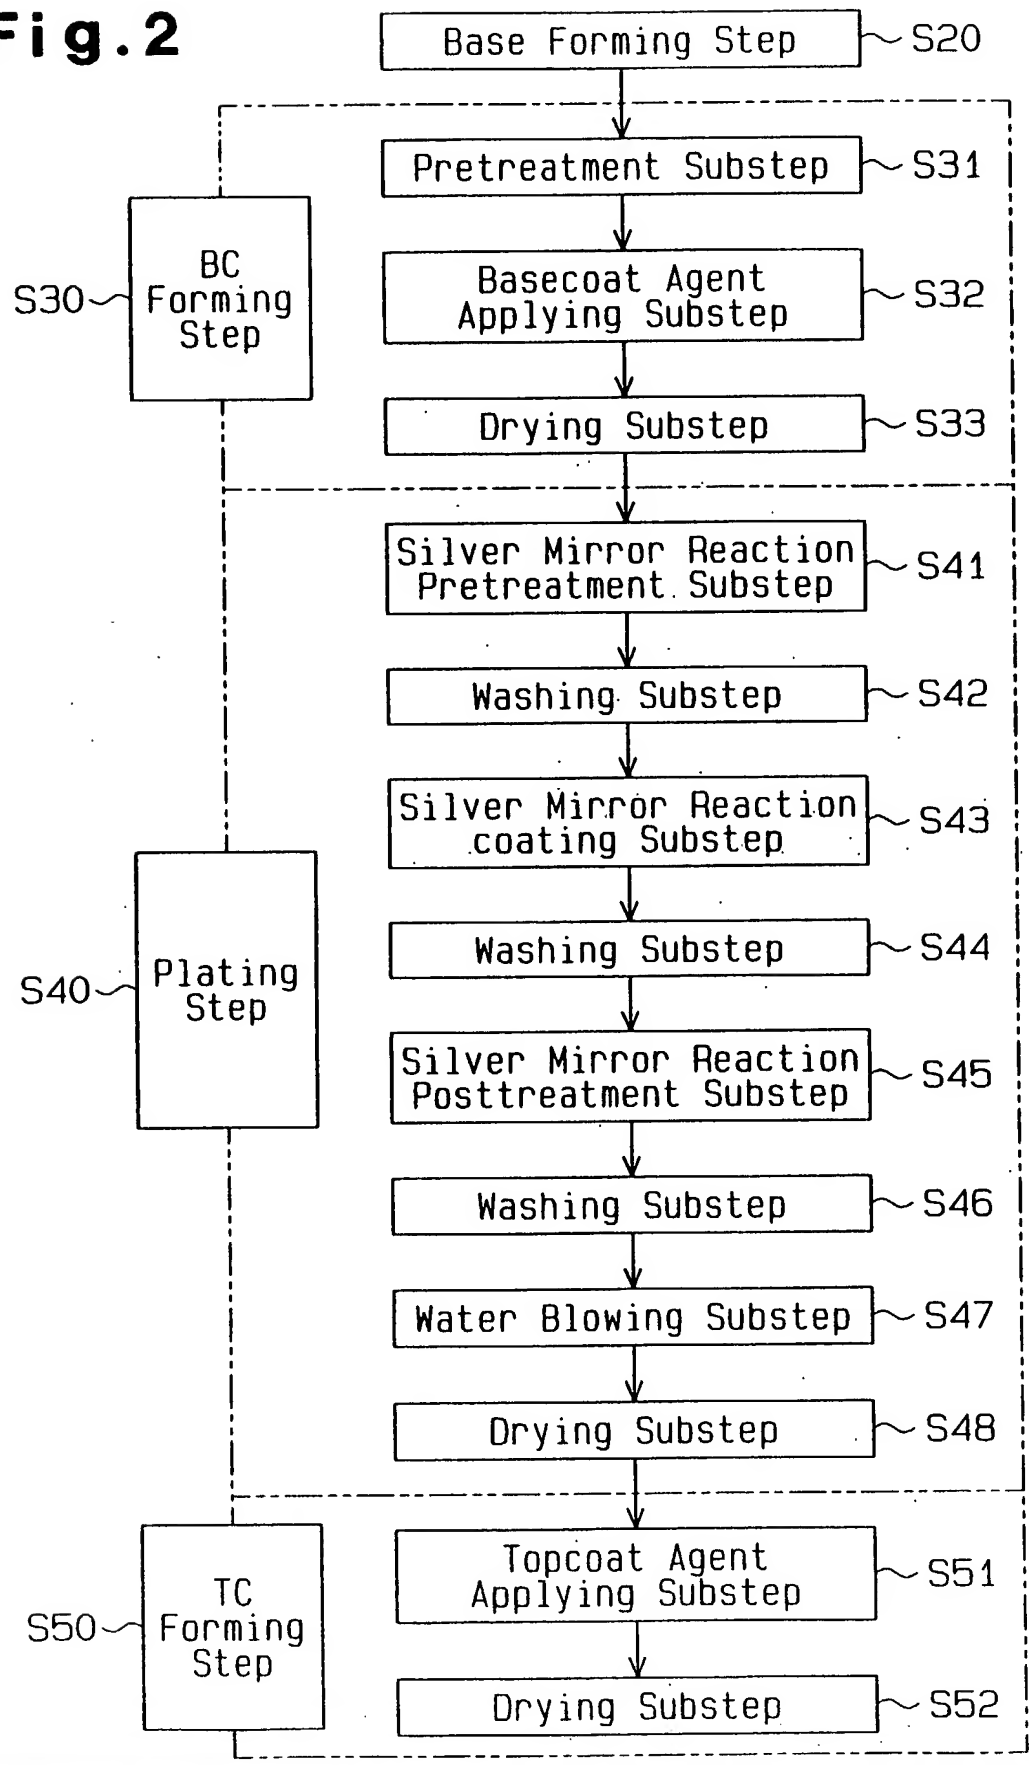 Fig.2
Base Forming Step
S20
Pretreatment Substep
S31
BC
Forming
Step
S30
Basecoat Agent
Applying Substep
S32
Drying Substep
S33
Silver Mirror Reaction
Pretreatment Substep
S41
Washing Substep
S42
Silver Mirror Reaction
coating Substep
S43
Washing Substep
S44
Plating
Step
S40
Silver Mirror Reaction
Posttreatment Substep
S45
Washing Substep
S46
Water Blowing Substep
S47
Drying Substep
S48
Topcoat Agent
Applying Substep
S51
TC
Forming
Step
S50
Drying Substep
S52